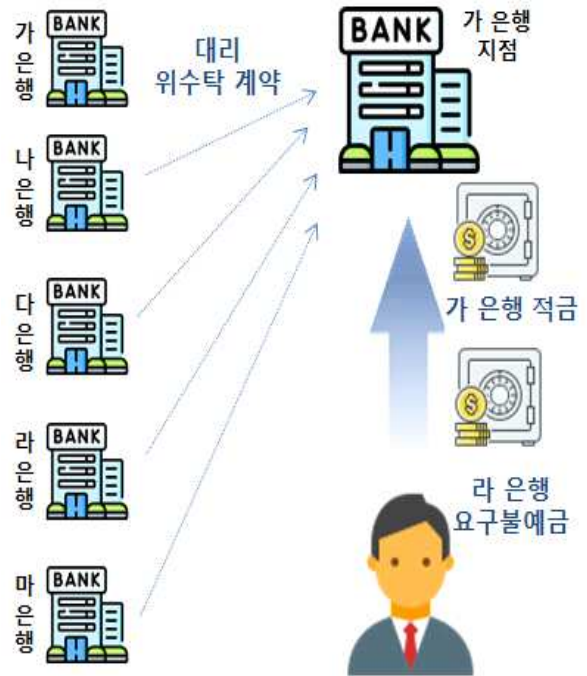 가 은행
BANK
대리
위수탁 계약
BANK
가 은행
지점
나 은행
BANK
다 은행
BANK
가 은행 적금
라 은행
BANK
라 은행
요구불예금
마 은행
BANK